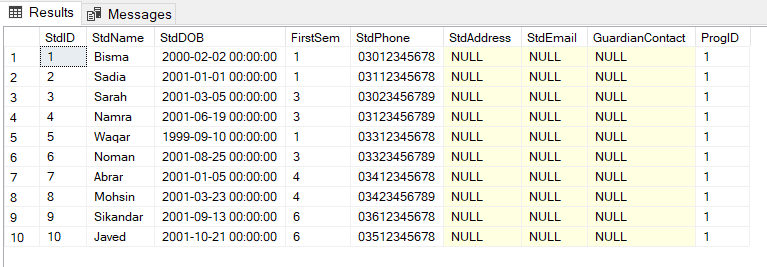 Results Messages
StdID StdName StdDOB FirstSem StdPhone StdAddress StdEmail GuardianContact ProgID
1 1 Bisma 2000-02-02 00:00:00 1 03012345678 NULL NULL NULL 1
2 2 Sadia 2001-01-01 00:00:00 1 03112345678 NULL NULL NULL 1
3 3 Sarah 2001-03-05 00:00:00 3 03023456789 NULL NULL NULL 1
4 4 Namra 2001-06-19 00:00:00 3 03123456789 NULL NULL NULL 1
5 5 Waqar 1999-09-10 00:00:00 1 03312345678 NULL NULL NULL 1
6 6 Noman 2001-08-25 00:00:00 3 03323456789 NULL NULL NULL 1
7 7 Abrar 2001-01-05 00:00:00 4 03412345678 NULL NULL NULL 1
8 8 Mohsin 2001-03-23 00:00:00 4 03423456789 NULL NULL NULL 1
9 9 Sikandar 2001-09-13 00:00:00 6 03612345678 NULL NULL NULL 1
10 10 Javed 2001-10-21 00:00:00 6 03512345678 NULL NULL NULL 1